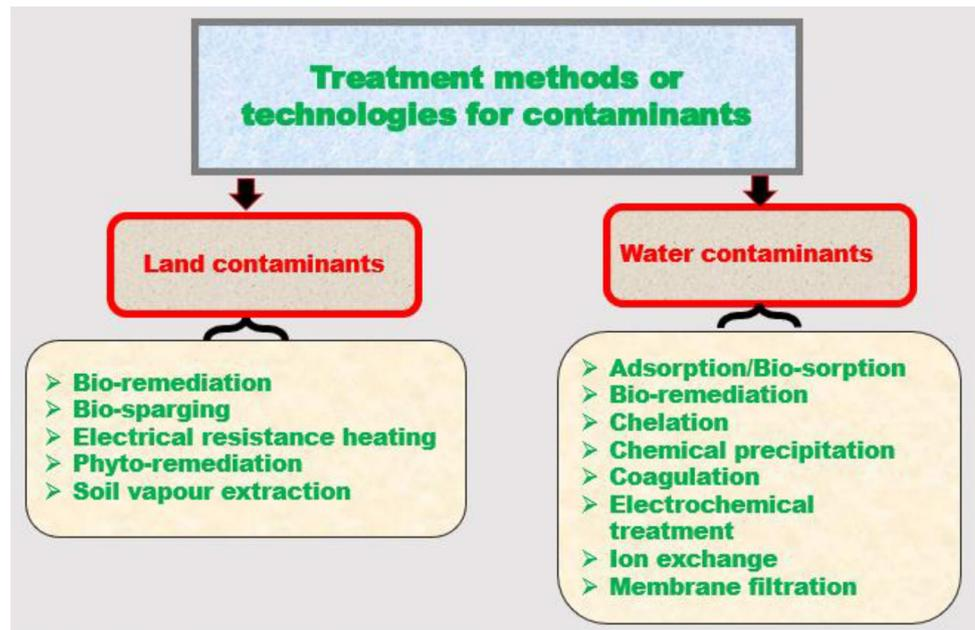 Treatment methods or
technologies for contaminants
Land contaminants
Water contaminants
➢ Bio-remediation
➢ Bio-sparging
➢ Electrical resistance heating
➢ Phyto-remediation
➢ Soil vapour extraction
➢ Adsorption/Bio-sorption
➢ Bio-remediation
➢ Chelation
➢ Chemical precipitation
➢ Coagulation
➢ Electrochemical
treatment
➢ Ion exchange
➢ Membrane filtration